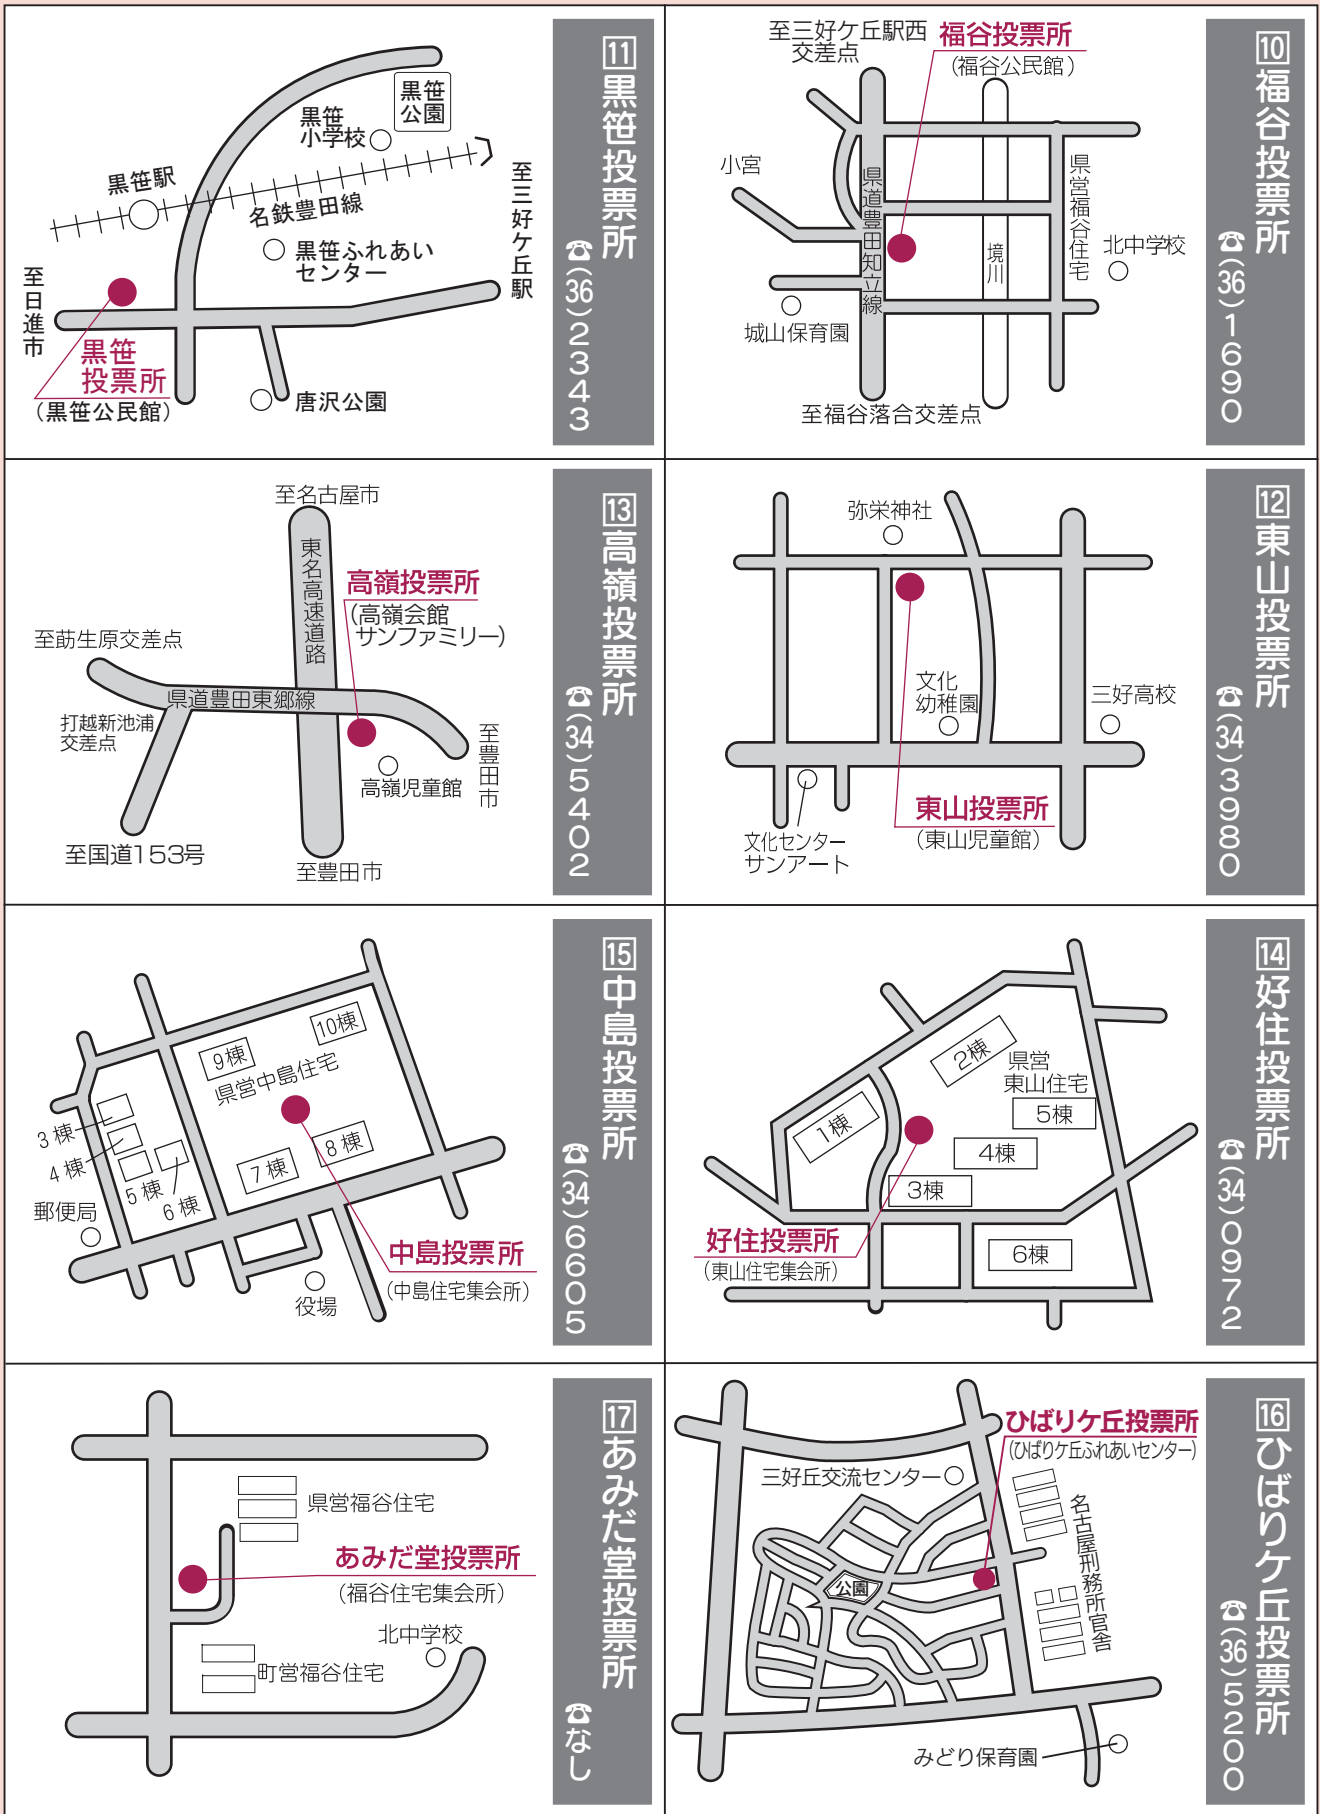 ⑩福谷投票所
☎(36)1690
至三好ケ丘駅西
交差点
福谷投票所
(福谷公民館)
小宮
県道豊田知立線
境川
県営福谷住宅
北中学校
城山保育園
至福谷落合交差点
⑪黒笹投票所
☎(36)2343
黒笹
公園
黒笹
小学校
黒笹駅
名鉄豊田線
至三好ケ丘駅
黒笹ふれあい
センター
至日進市
黒笹
投票所
(黒笹公民館)
唐沢公園
⑫東山投票所
☎(34)3980
弥栄神社
文化
幼稚園
三好高校
東山投票所
(東山児童館)
文化センター
サンアート
⑬高嶺投票所
☎(34)5402
至名古屋市
東名高速道路
高嶺投票所
(高嶺会館
サンファミリー)
至莇生原交差点
県道豊田東郷線
打越新池浦
交差点
至豊田市
高嶺児童館
至国道153号
至豊田市
⑭好住投票所
☎(34)0972
2棟
県営
東山住宅
1棟
5棟
4棟
3棟
好住投票所
(東山住宅集会所)
6棟
⑮中島投票所
☎(34)6605
10棟
9棟
県営中島住宅
3棟
4棟
5棟
6棟
7棟
8棟
郵便局
中島投票所
(中島住宅集会所)
役場
⑯ひばりケ丘投票所
☎(36)5200
ひばりケ丘投票所
(ひばりケ丘ふれあいセンター)
三好丘交流センター
名古屋刑務所官舎
公園
みどり保育園
⑰あみだ堂投票所
☎なし
県営福谷住宅
あみだ堂投票所
(福谷住宅集会所)
北中学校
町営福谷住宅